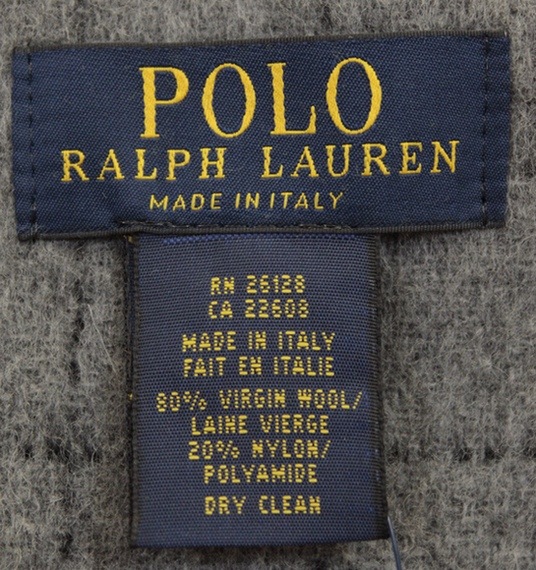 POLO
RALPH LAUREN
MADE IN ITALY
RN 26128
CA 22608
MADE IN ITALY
FAIT EN ITALIE
80% VIRGIN WOOL/
LAINE VIERGE
20% NYLON/
POLYAMIDE
DRY CLEAN